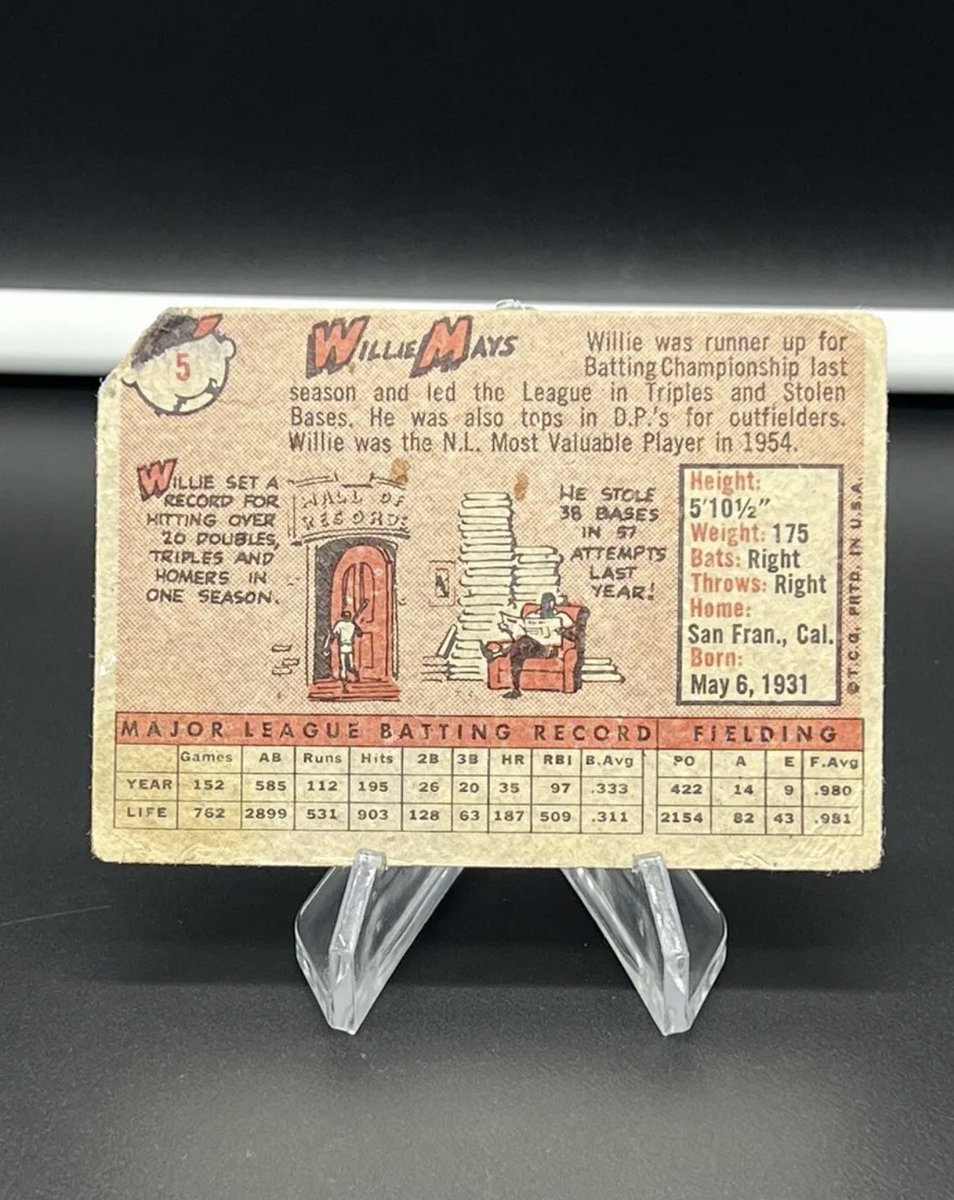 5
WILLIE MAYS
Willie was runner up for
Batting Championship last
season and led the League in Triples and Stolen
Bases. He was also tops in D.P.'s for outfielders.
Willie was the N.L. Most Valuable Player in 1954.
WILLIE SET A
RECORD FOR
HITTING OVER
20 DOUBLES,
TRIPLES AND
HOMERS IN
ONE SEASON.
HALL OF
RECORDS
HE STOLE
38 BASES
IN 57
ATTEMPTS
LAST
YEAR!
Height:
5'10½"
Weight: 175
Bats: Right
Throws: Right
Home:
San Fran., Cal.
Born:
May 6, 1931
©T.C.G. PRTD. IN U.S.A.
MAJOR LEAGUE BATTING RECORD FIELDING
Games AB Runs Hits 2B 3B HR RBI B.Avg PO A E F.Avg
YEAR 152 585 112 195 26 20 35 97 .333 422 14 9 .980
LIFE 762 2899 531 903 128 63 187 509 .311 2154 82 43 .981